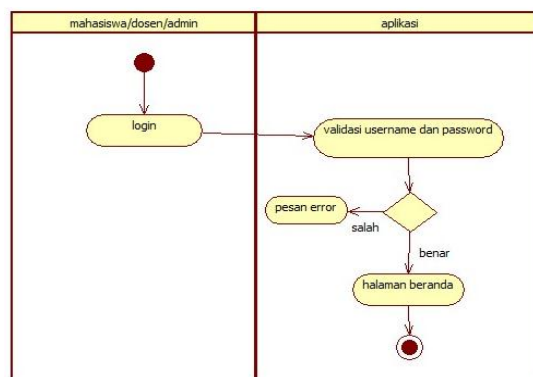 mahasiswa/dosen/admin
aplikasi
login
validasi username dan password
pesan error
salah
benar
halaman beranda